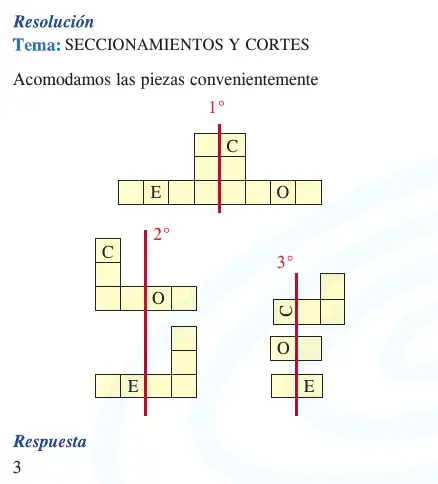 Resolución
Tema: SECCIONAMIENTOS Y CORTES
Acomodamos las piezas convenientemente
1°
C
E O
2°
C
O
E
3°
C
O
E
Respuesta
3